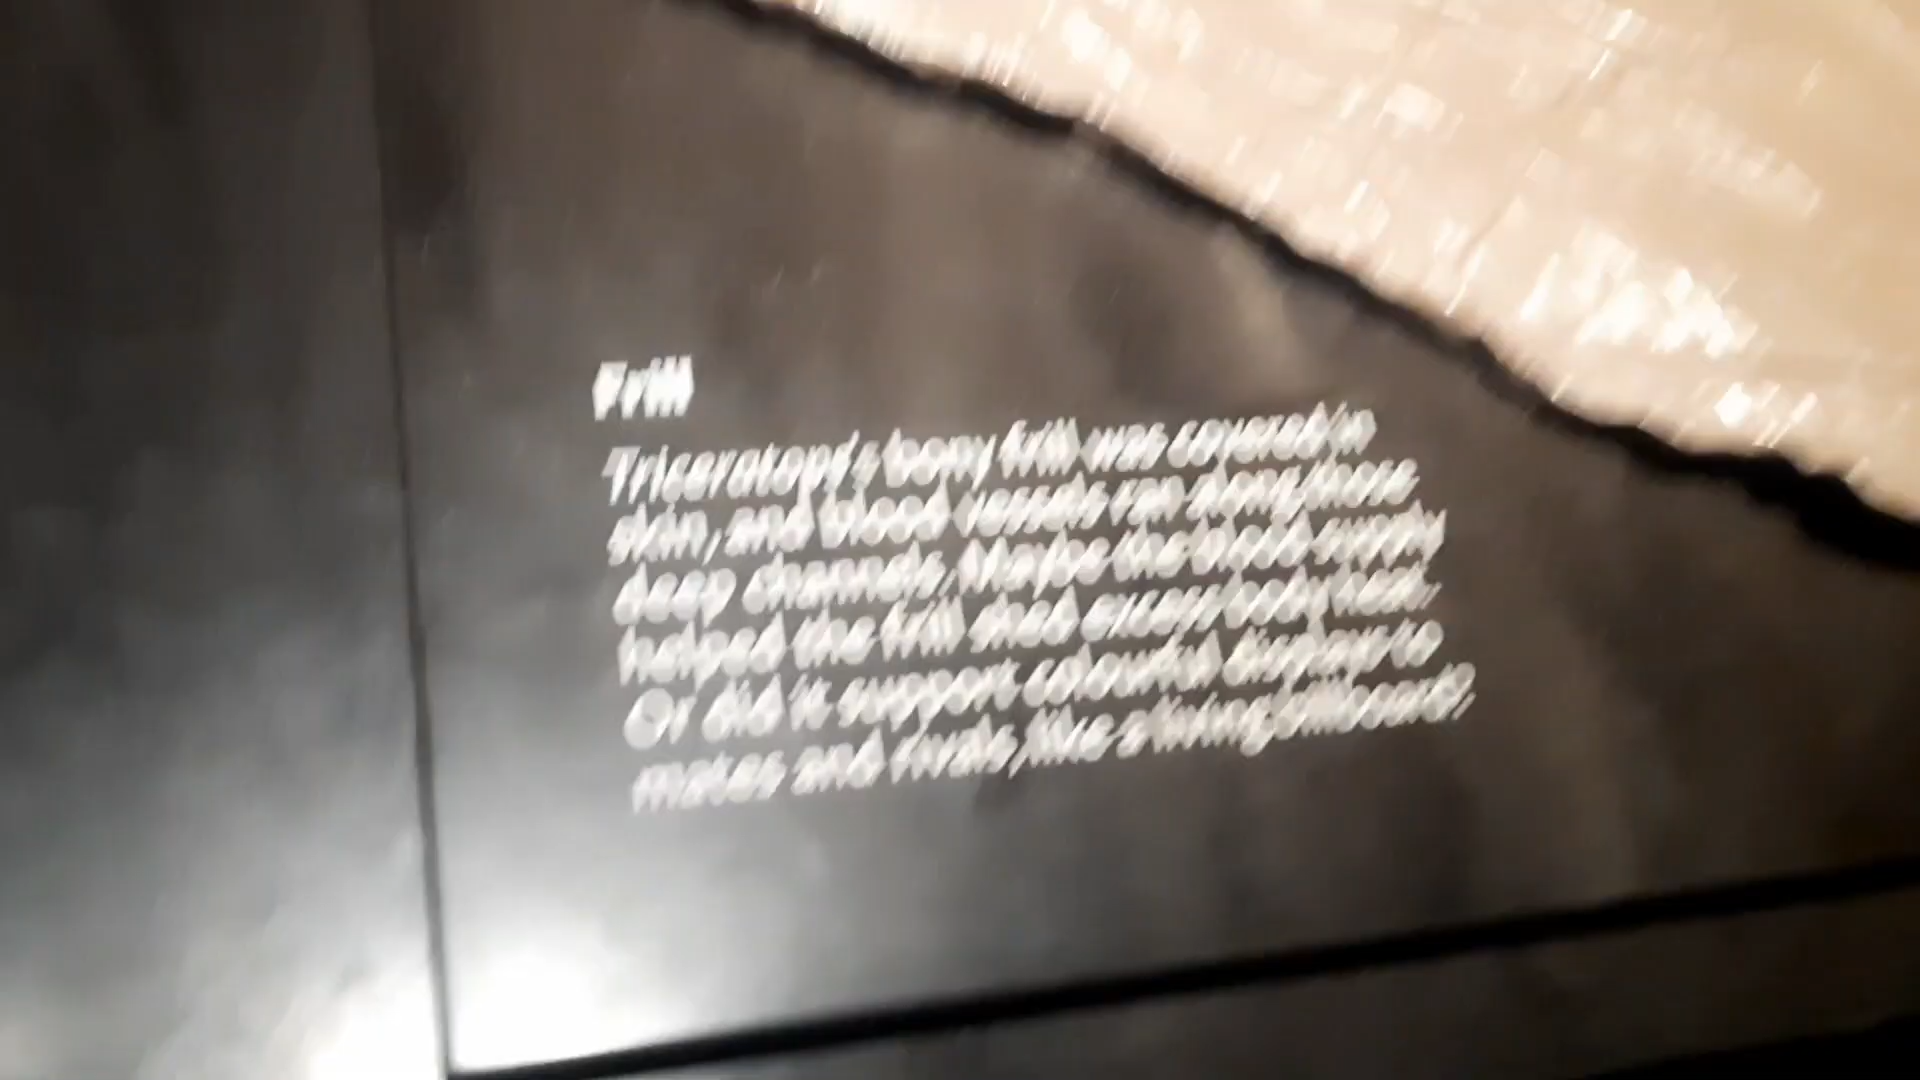 Frill
Triceratops's bony frill was covered in
skin, and blood vessels ran along those
deep channels. Maybe the blood supply
helped the frill shed excess body heat.
Or did it support colourful displays to
mates and rivals, like a living billboard?